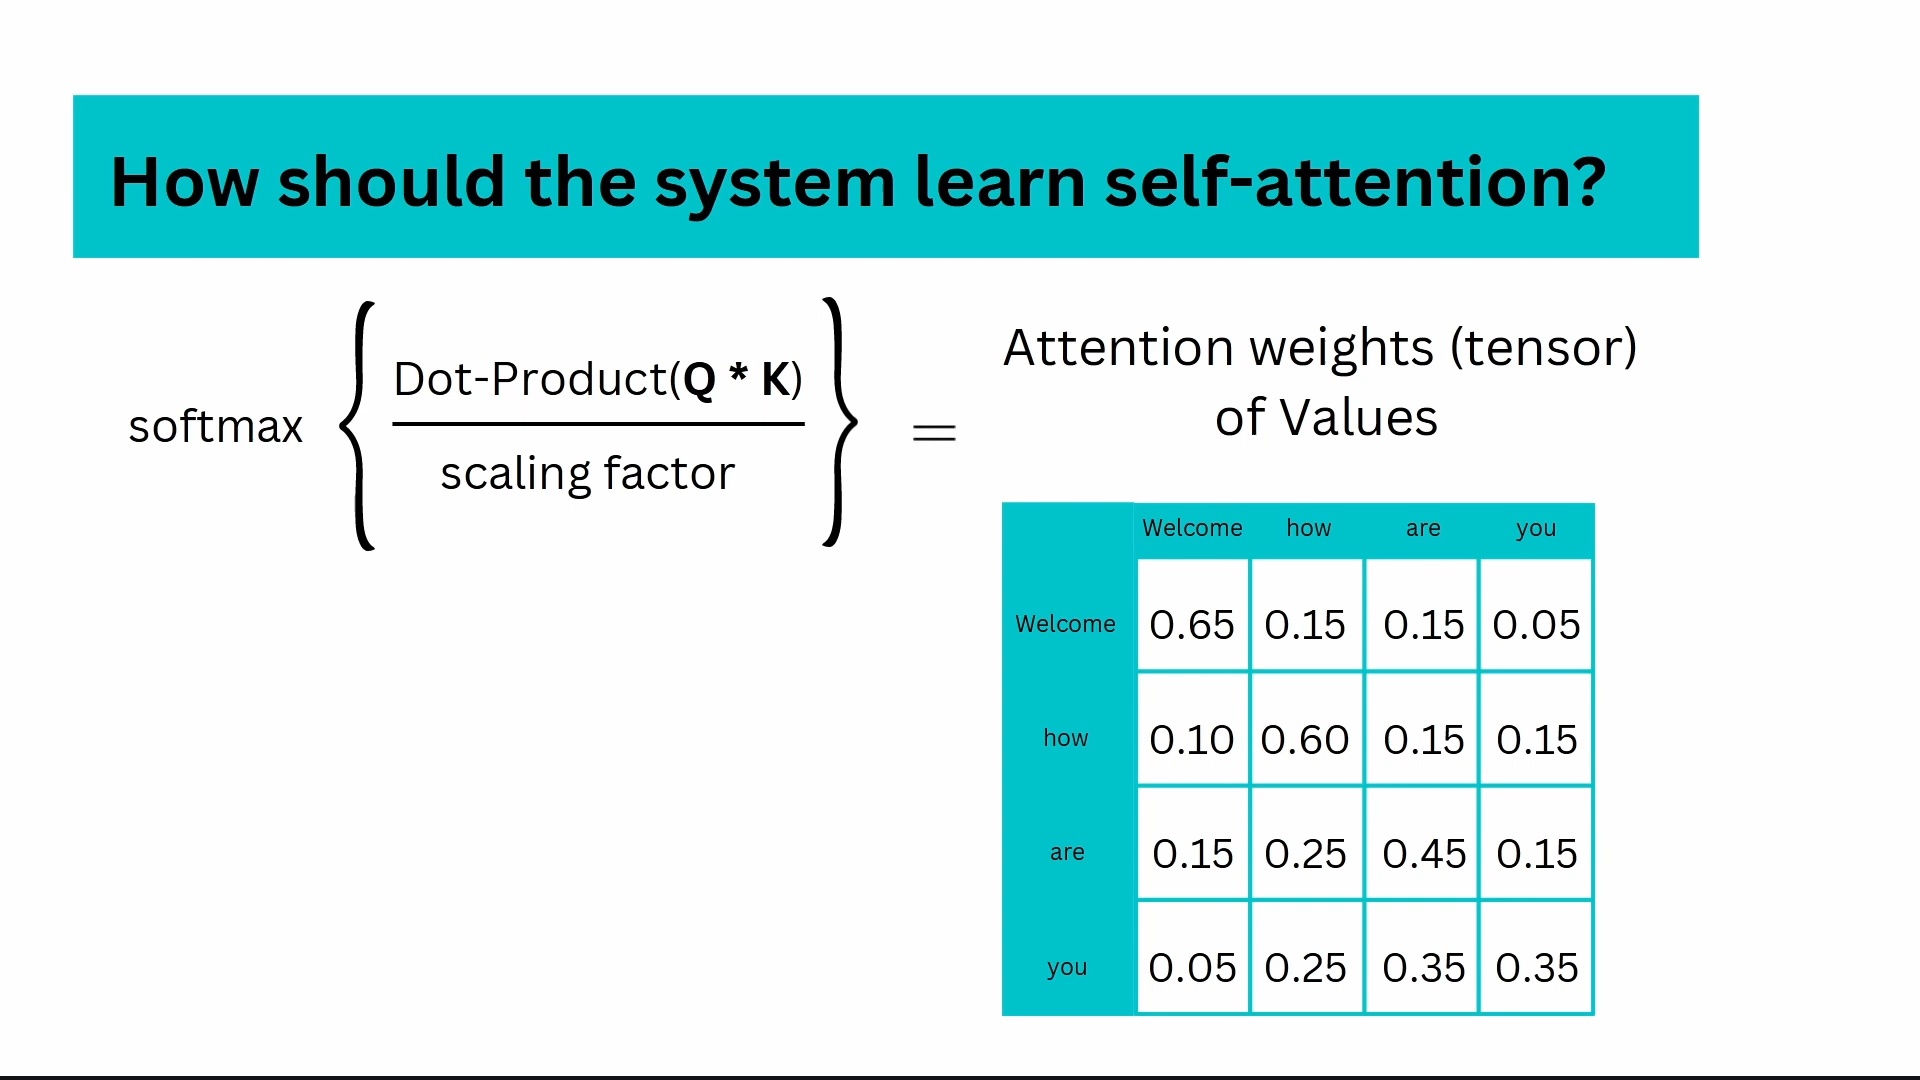 How should the system learn self-attention?
softmax { Dot-Product(Q * K) } =
scaling factor
Attention weights (tensor)
of Values
Welcome how are you
Welcome 0.65 0.15 0.15 0.05
how 0.10 0.60 0.15 0.15
are 0.15 0.25 0.45 0.15
you 0.05 0.25 0.35 0.35